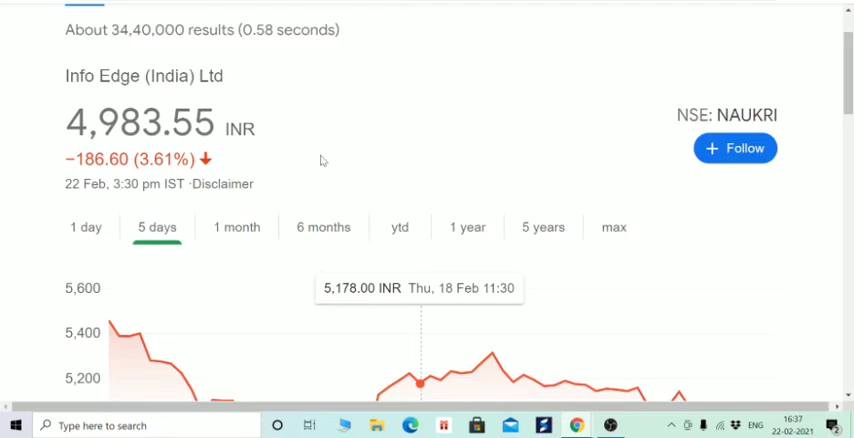 About 34,40,000 results (0.58 seconds)
Info Edge (India) Ltd
4,983.55 INR
NSE: NAUKRI
−186.60 (3.61%)
+ Follow
22 Feb, 3:30 pm IST ·Disclaimer
1 day 5 days 1 month 6 months ytd 1 year 5 years max
5,178.00 INR Thu, 18 Feb 11:30
5,600
5,400
5,200
Type here to search
ENG
16:37
22-02-2021
2